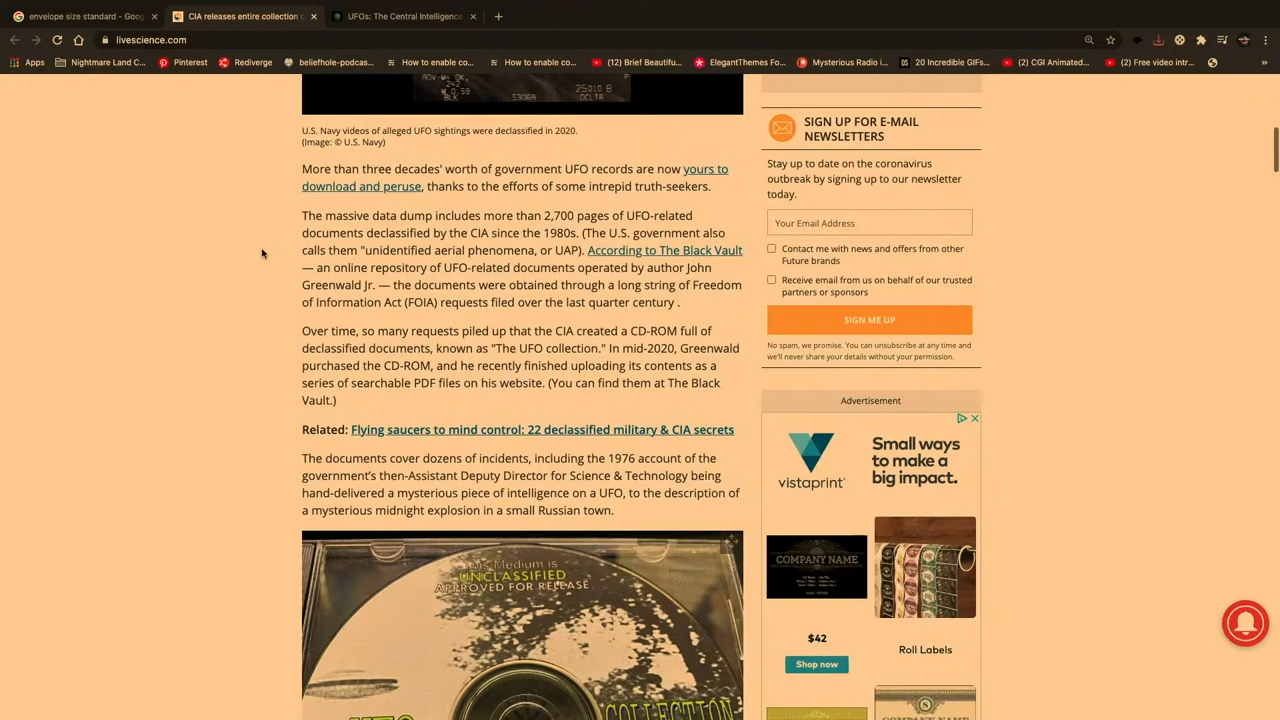 envelope size standard - Goog
CIA releases entire collection o
UFOs: The Central Intelligence
livescience.com
Apps
Nightmare Land C...
Pinterest
Rediverge
beliefhole-podcas...
How to enable co...
How to enable co...
(12) Brief Beautifu...
ElegantThemes Fo...
Mysterious Radio i...
20 Incredible GIFs...
(2) CGI Animated...
(2) Free video intr...
U.S. Navy videos of alleged UFO sightings were declassified in 2020.
(Image: © U.S. Navy)
More than three decades' worth of government UFO records are now yours to
download and peruse, thanks to the efforts of some intrepid truth-seekers.
The massive data dump includes more than 2,700 pages of UFO-related
documents declassified by the CIA since the 1980s. (The U.S. government also
calls them "unidentified aerial phenomena, or UAP). According to The Black Vault
— an online repository of UFO-related documents operated by author John
Greenwald Jr. — the documents were obtained through a long string of Freedom
of Information Act (FOIA) requests filed over the last quarter century .
Over time, so many requests piled up that the CIA created a CD-ROM full of
declassified documents, known as "The UFO collection." In mid-2020, Greenwald
purchased the CD-ROM, and he recently finished uploading its contents as a
series of searchable PDF files on his website. (You can find them at The Black
Vault.)
Related: Flying saucers to mind control: 22 declassified military & CIA secrets
The documents cover dozens of incidents, including the 1976 account of the
government's then-Assistant Deputy Director for Science & Technology being
hand-delivered a mysterious piece of intelligence on a UFO, to the description of
a mysterious midnight explosion in a small Russian town.
This Medium is
UNCLASSIFIED
APPROVED FOR RELEASE
UFO
COLLECTION
SIGN UP FOR E-MAIL
NEWSLETTERS
Stay up to date on the coronavirus
outbreak by signing up to our newsletter
today.
Your Email Address
Contact me with news and offers from other
Future brands
Receive email from us on behalf of our trusted
partners or sponsors
SIGN ME UP
No spam, we promise. You can unsubscribe at any time and
we'll never share your details without your permission.
Advertisement
vistaprint
Small ways
to make a
big impact.
COMPANY NAME
$42
Shop now
Roll Labels